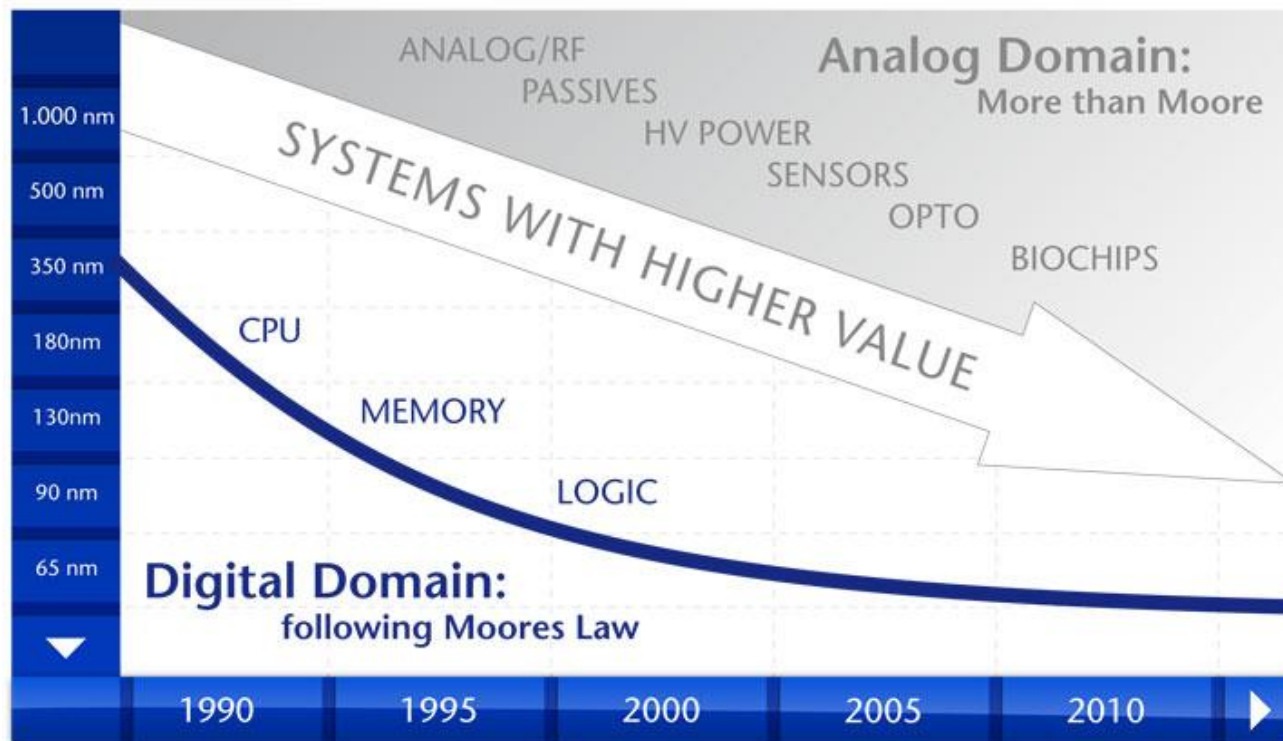 ANALOG/RF
PASSIVES
HV POWER
SENSORS
OPTO
BIOCHIPS
Analog Domain:
More than Moore
SYSTEMS WITH HIGHER VALUE
1.000 nm
500 nm
350 nm
180nm
130nm
90 nm
65 nm
CPU
MEMORY
LOGIC
Digital Domain:
following Moores Law
1990
1995
2000
2005
2010